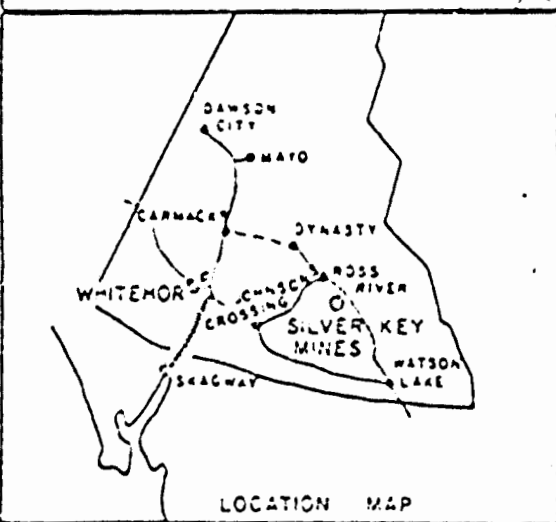 DAWSON
CITY
MAYO
CARMACKS
DYNASTY
ROSS
RIVER
WHITEHORSE
CROSSING
SILVER KEY
MINES
WATSON
LAKE
SKAGWAY
LOCATION MAP